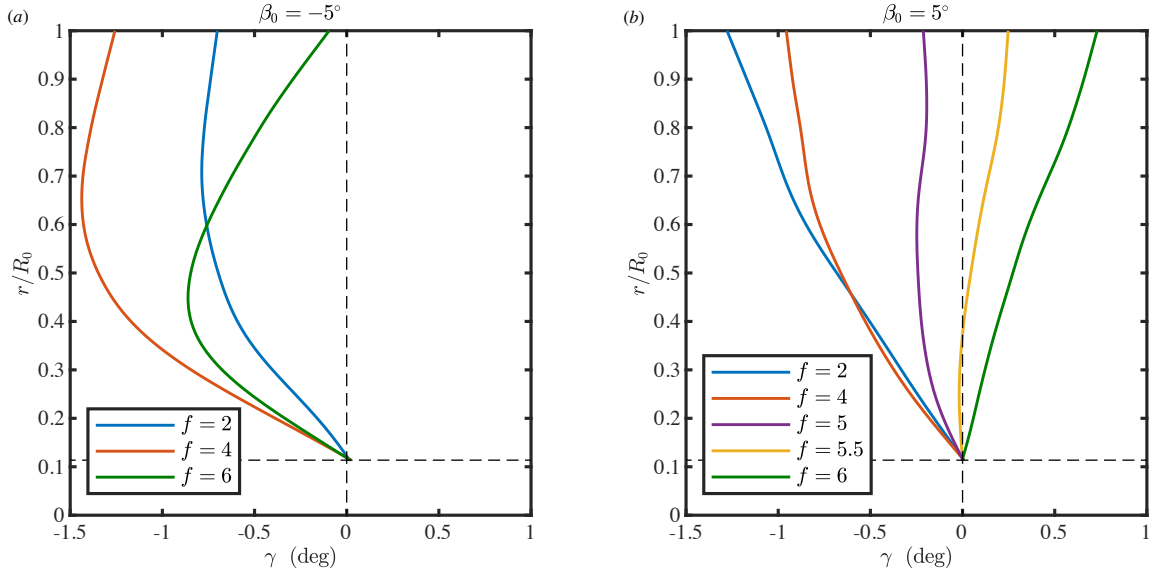 (a)
β₀ = −5°
1
0.9
0.8
0.7
0.6
r/R₀
0.5
0.4
0.3
0.2
0.1
0
f = 2
f = 4
f = 6
-1.5
-1
-0.5
0
0.5
1
γ (deg)
(b)
β₀ = 5°
1
0.9
0.8
0.7
0.6
r/R₀
0.5
0.4
0.3
0.2
0.1
0
f = 2
f = 4
f = 5
f = 5.5
f = 6
-1.5
-1
-0.5
0
0.5
1
γ (deg)